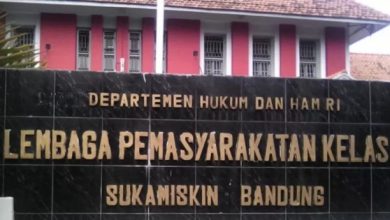 DEPARTEMEN HUKUM DAN HAM RI
LEMBAGA PEMASYARAKATAN KELAS
SUKAMISKIN BANDUNG